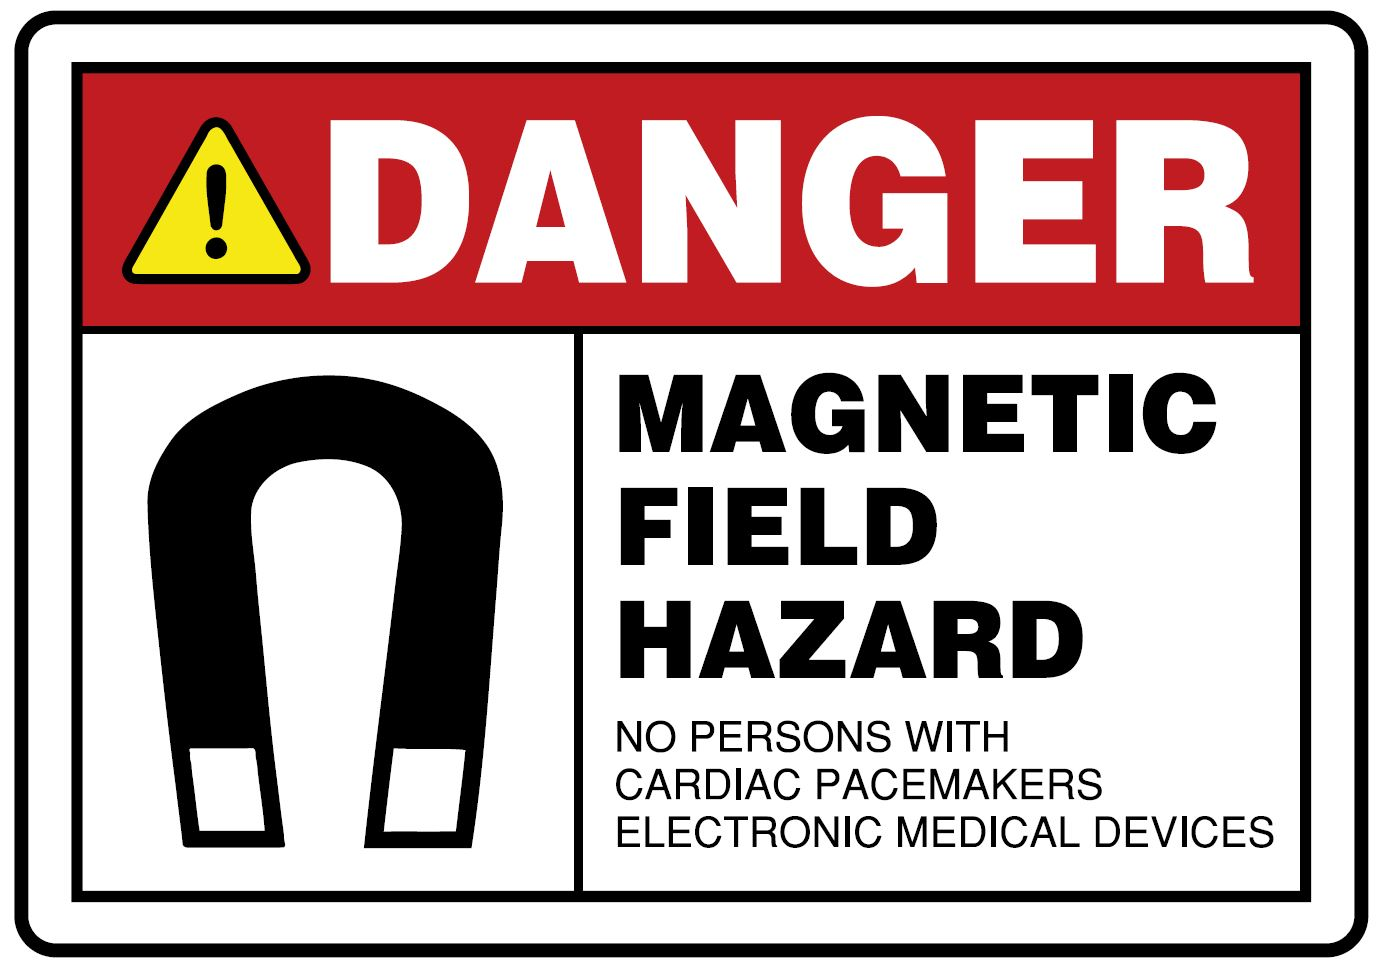 DANGER
MAGNETIC
FIELD
HAZARD
NO PERSONS WITH
CARDIAC PACEMAKERS
ELECTRONIC MEDICAL DEVICES